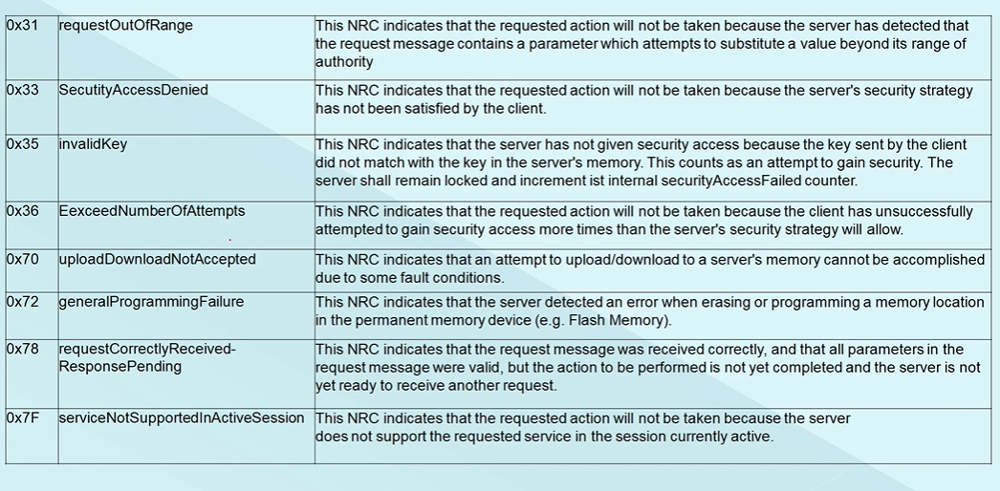 0x31 requestOutOfRange This NRC indicates that the requested action will not be taken because the server has detected that
the request message contains a parameter which attempts to substitute a value beyond its range of
authority
0x33 SecutityAccessDenied This NRC indicates that the requested action will not be taken because the server's security strategy
has not been satisfied by the client.
0x35 invalidKey This NRC indicates that the server has not given security access because the key sent by the client
did not match with the key in the server's memory. This counts as an attempt to gain security. The
server shall remain locked and increment ist internal securityAccessFailed counter.
0x36 EexceedNumberOfAttempts This NRC indicates that the requested action will not be taken because the client has unsuccessfully
attempted to gain security access more times than the server's security strategy will allow.
0x70 uploadDownloadNotAccepted This NRC indicates that an attempt to upload/download to a server's memory cannot be accomplished
due to some fault conditions.
0x72 generalProgrammingFailure This NRC indicates that the server detected an error when erasing or programming a memory location
in the permanent memory device (e.g. Flash Memory).
0x78 requestCorrectlyReceived- This NRC indicates that the request message was received correctly, and that all parameters in the
ResponsePending request message were valid, but the action to be performed is not yet completed and the server is not
yet ready to receive another request.
0x7F serviceNotSupportedInActiveSession This NRC indicates that the requested action will not be taken because the server
does not support the requested service in the session currently active.